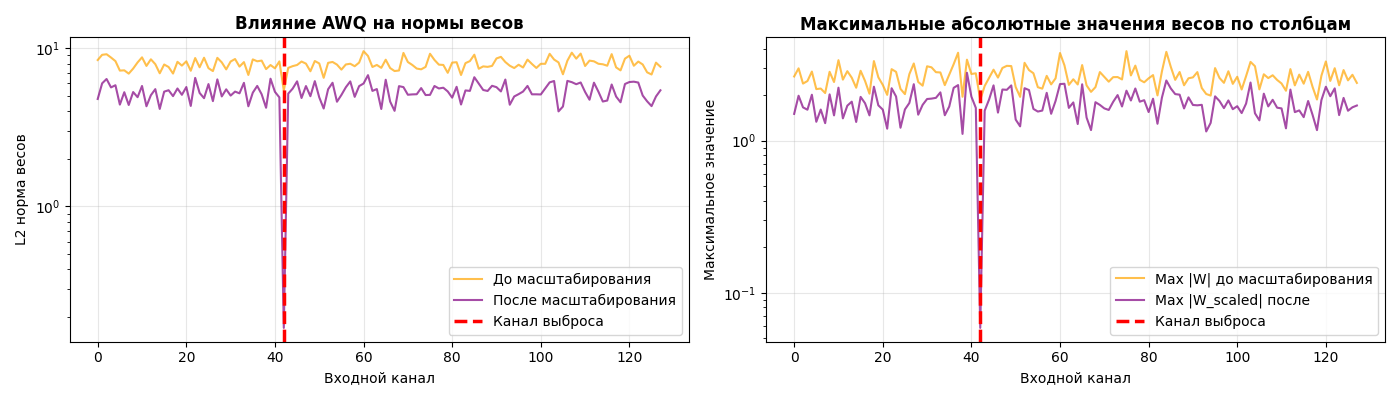 Влияние AWQ на нормы весов
L2 норма весов
10¹
10⁰
До масштабирования
После масштабирования
Канал выброса
0 20 40 60 80 100 120
Входной канал
Максимальные абсолютные значения весов по столбцам
Максимальное значение
10⁰
10⁻¹
Max |W| до масштабирования
Max |W_scaled| после
Канал выброса
0 20 40 60 80 100 120
Входной канал